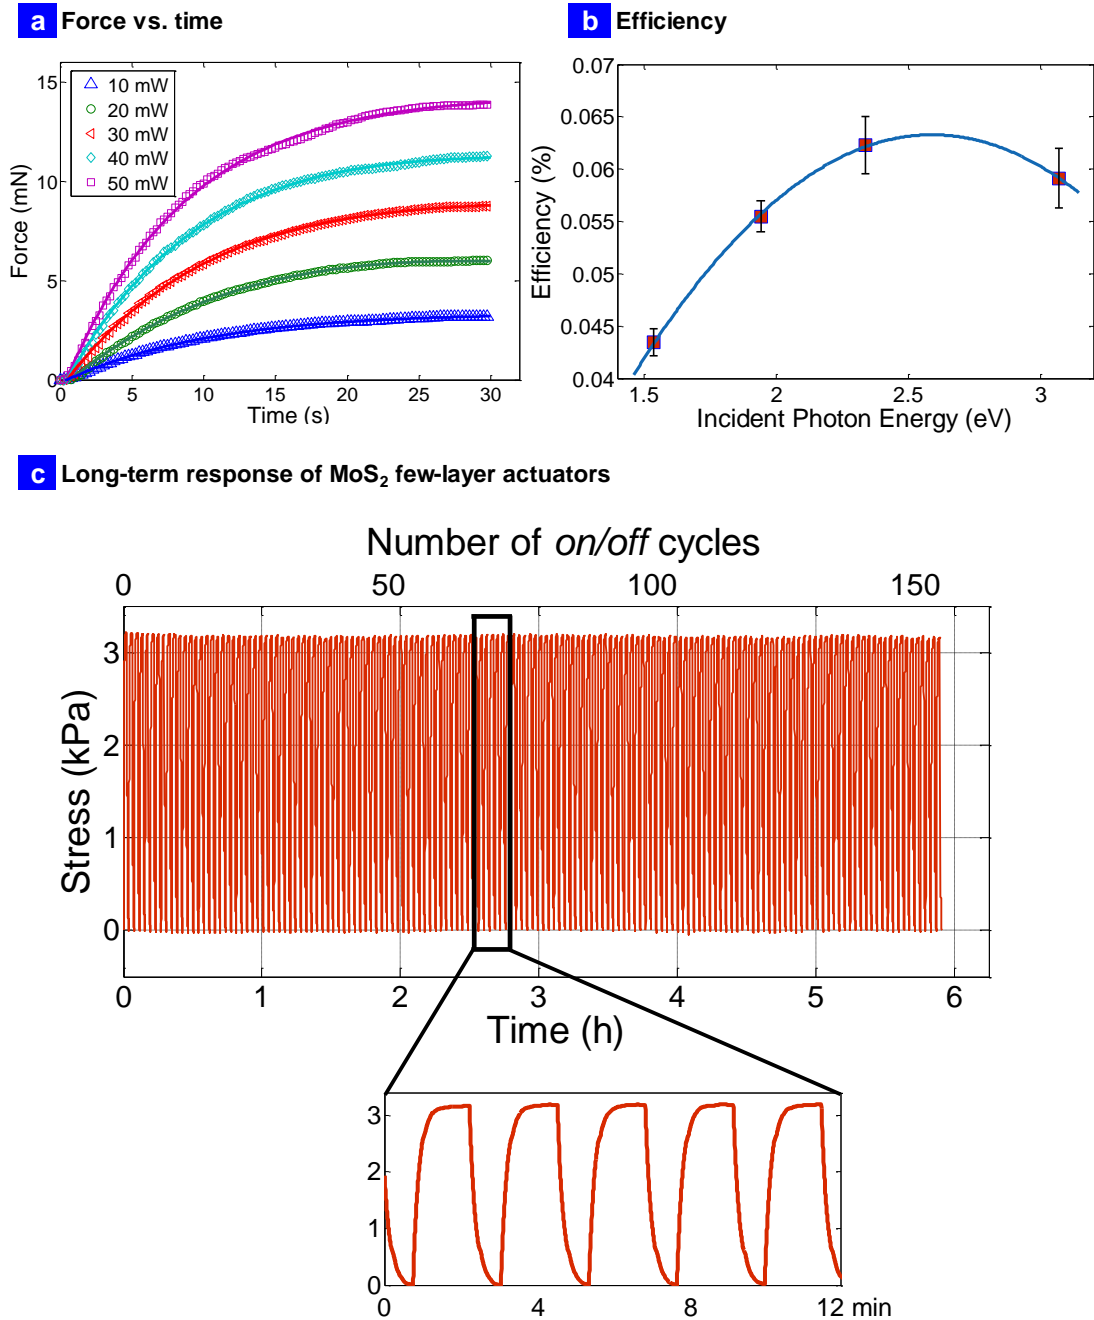 a Force vs. time
15
10
5
0
0 5 10 15 20 25 30
Force (mN)
Time (s)
10 mW
20 mW
30 mW
40 mW
50 mW
b Efficiency
0.07
0.065
0.06
0.055
0.05
0.045
0.04
1.5 2 2.5 3
Efficiency (%)
Incident Photon Energy (eV)
c Long-term response of MoS2 few-layer actuators
Number of on/off cycles
0 50 100 150
3
2
1
0
Stress (kPa)
0 1 2 3 4 5 6
Time (h)
3
2
1
0
0 4 8 12 min